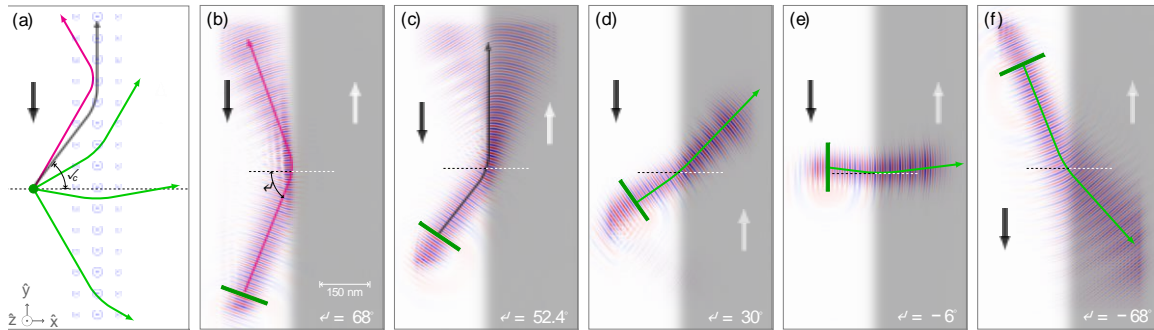 (a)
(b)
(c)
(d)
(e)
(f)
c
ŷ
ẑ
x̂
150 nm
= 68°
= 52.4°
= 30°
= -6°
= -68°